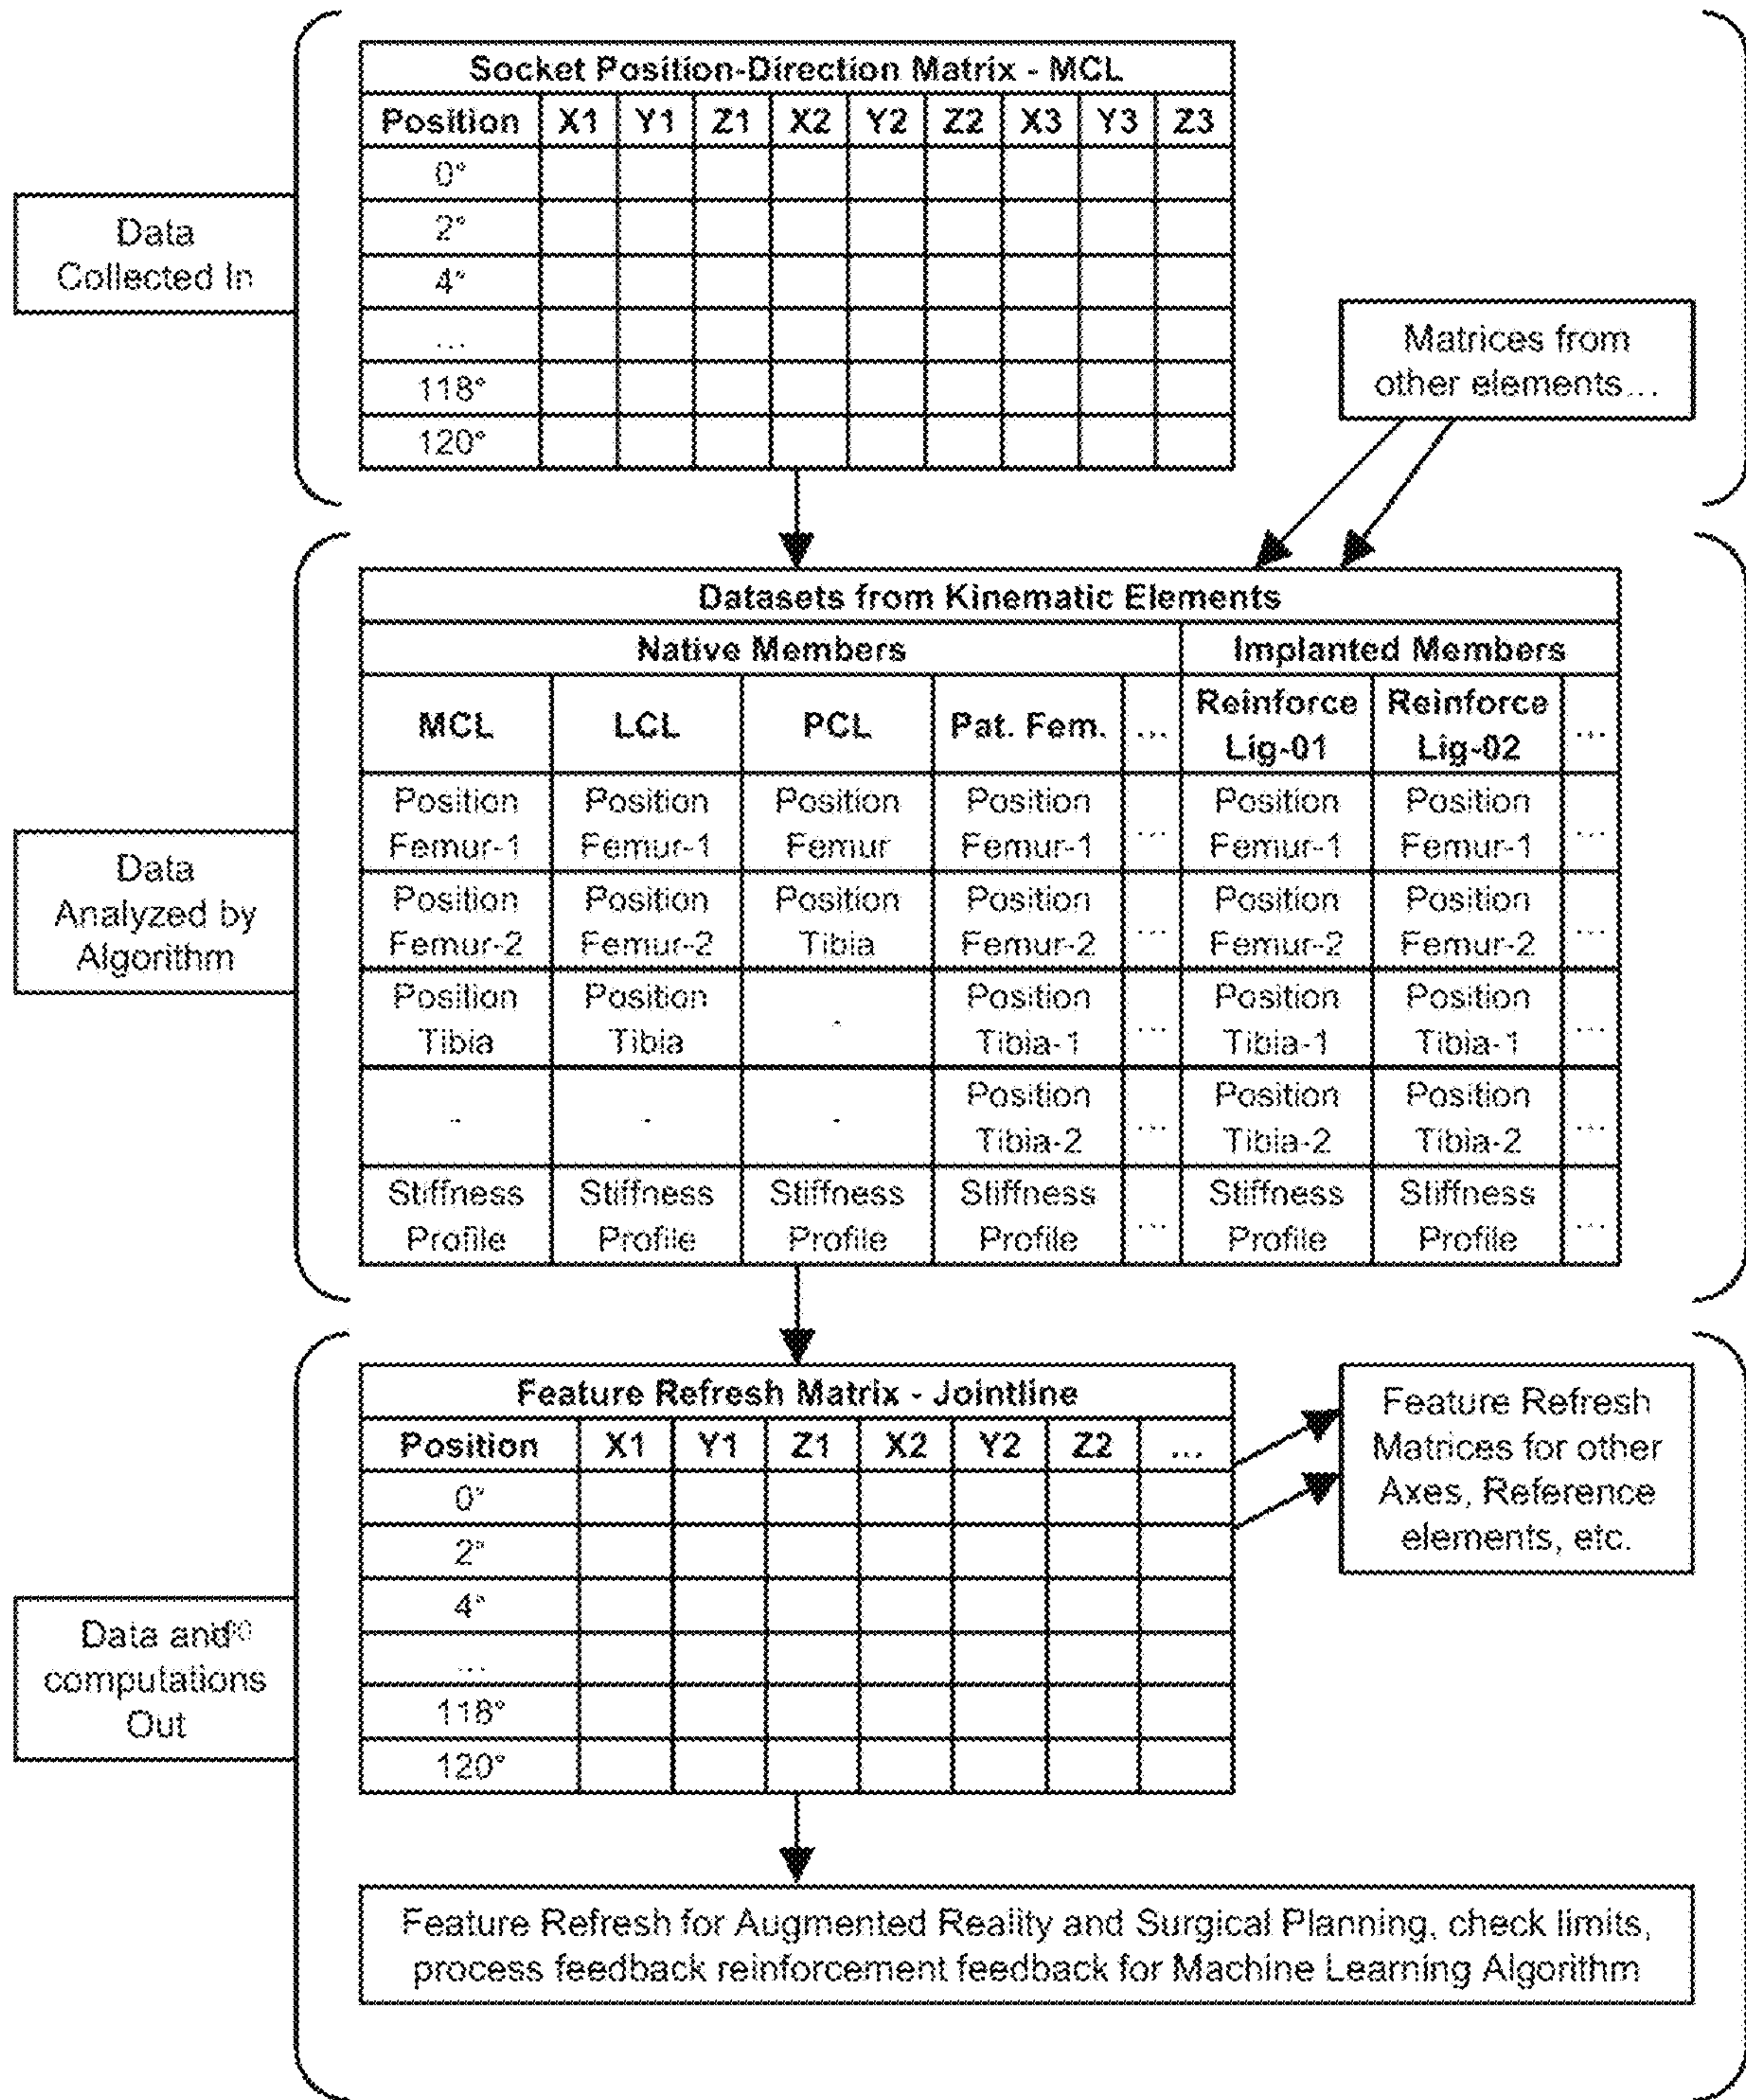 Socket Position-Direction Matrix - MCL
Position X1 Y1 Z1 X2 Y2 Z2 X3 Y3 Z3
0°
2°
4°
...
118°
120°
Data
Collected In
Matrices from
other elements...
Datasets from Kinematic Elements
Native Members Implanted Members
MCL LCL PCL Pat. Fem. ... Reinforce Lig-01 Reinforce Lig-02 ...
Position Position Position Position ... Position Position ...
Femur-1 Femur-1 Femur Femur-1 Femur-1 Femur-1
Position Position Position Position ... Position Position ...
Femur-2 Femur-2 Tibia Femur-2 Femur-2 Femur-2
Position Position - Position ... Position Position ...
Tibia Tibia Tibia-1 Tibia-1 Tibia-1
- - - Position ... Position Position ...
Tibia-2 Tibia-2 Tibia-2
Stiffness Stiffness Stiffness Stiffness ... Stiffness Stiffness ...
Profile Profile Profile Profile Profile Profile
Data
Analyzed by
Algorithm
Feature Refresh Matrix - Jointline
Position X1 Y1 Z1 X2 Y2 Z2 ...
0°
2°
4°
...
118°
120°
Feature Refresh
Matrices for other
Axes, Reference
elements, etc.
Data and
computations
Out
Feature Refresh for Augmented Reality and Surgical Planning, check limits,
process feedback reinforcement feedback for Machine Learning Algorithm